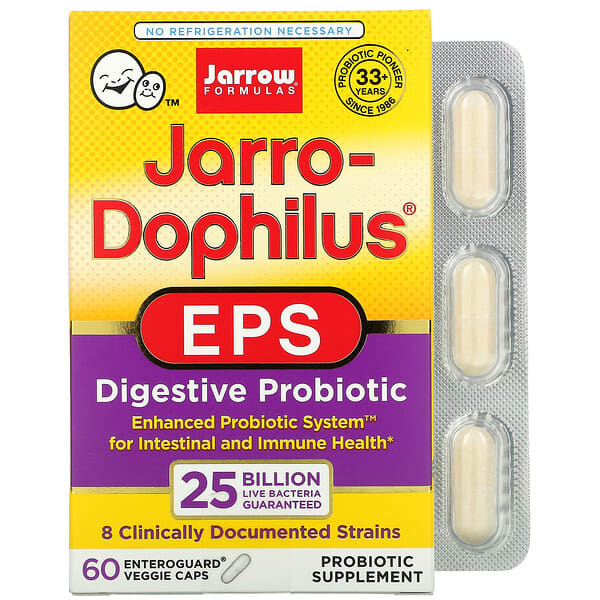 NO REFRIGERATION NECESSARY
Jarrow
FORMULAS®
PROBIOTIC PIONEER
33+
YEARS
SINCE 1986
™
Jarro-
Dophilus®
EPS
Digestive Probiotic
Enhanced Probiotic System™
for Intestinal and Immune Health*
25 BILLION
LIVE BACTERIA
GUARANTEED
8 Clinically Documented Strains
60 ENTEROGUARD®
VEGGIE CAPS
PROBIOTIC
SUPPLEMENT